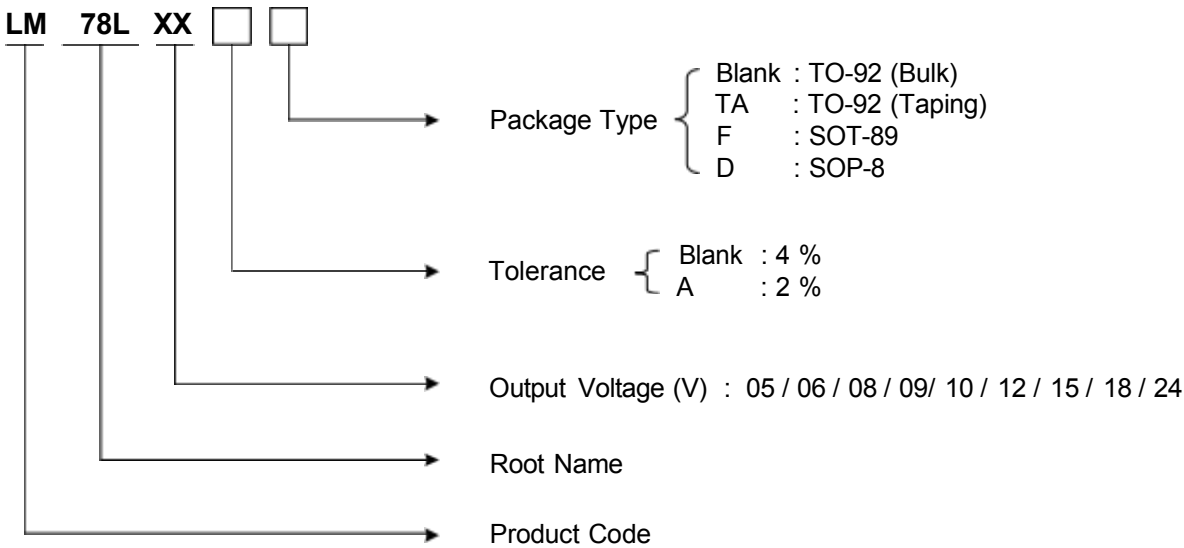 LM 78L XX
Package Type
Blank : TO-92 (Bulk)
TA : TO-92 (Taping)
F : SOT-89
D : SOP-8
Tolerance
Blank : 4 %
A : 2 %
Output Voltage (V) : 05 / 06 / 08 / 09/ 10 / 12 / 15 / 18 / 24
Root Name
Product Code